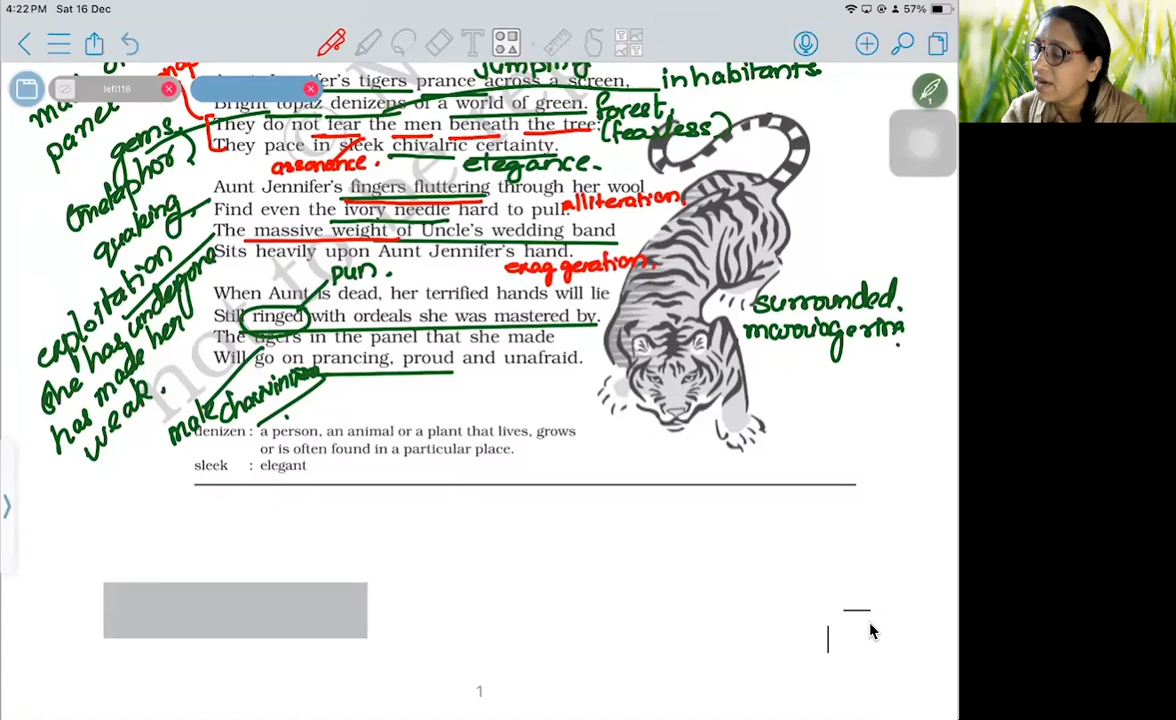 4:22 PM Sat 16 Dec
57%
lefl116
jumping
fer's tigers prance across a screen,
inhabitants
Bright topaz denizens of a world of green.
forest,
They do not fear the men beneath the tree;
(fearless)
They pace in sleek chivalric certainty.
assonance.
elegance.
panel
gems
(metaphor)
Aunt Jennifer's fingers fluttering through her wool
alliteration
Find even the ivory needle hard to pull.
quaking
The massive weight of Uncle's wedding band
Sits heavily upon Aunt Jennifer's hand.
exaggeration.
pun.
When Aunt is dead, her terrified hands will lie
Still ringed with ordeals she was mastered by.
The tigers in the panel that she made
Will go on prancing, proud and unafraid.
surrounded.
exploitation
she has undergone
has made her
weak.
male chauvinism
denizen : a person, an animal or a plant that lives, grows
or is often found in a particular place.
sleek : elegant
not to be
1
1